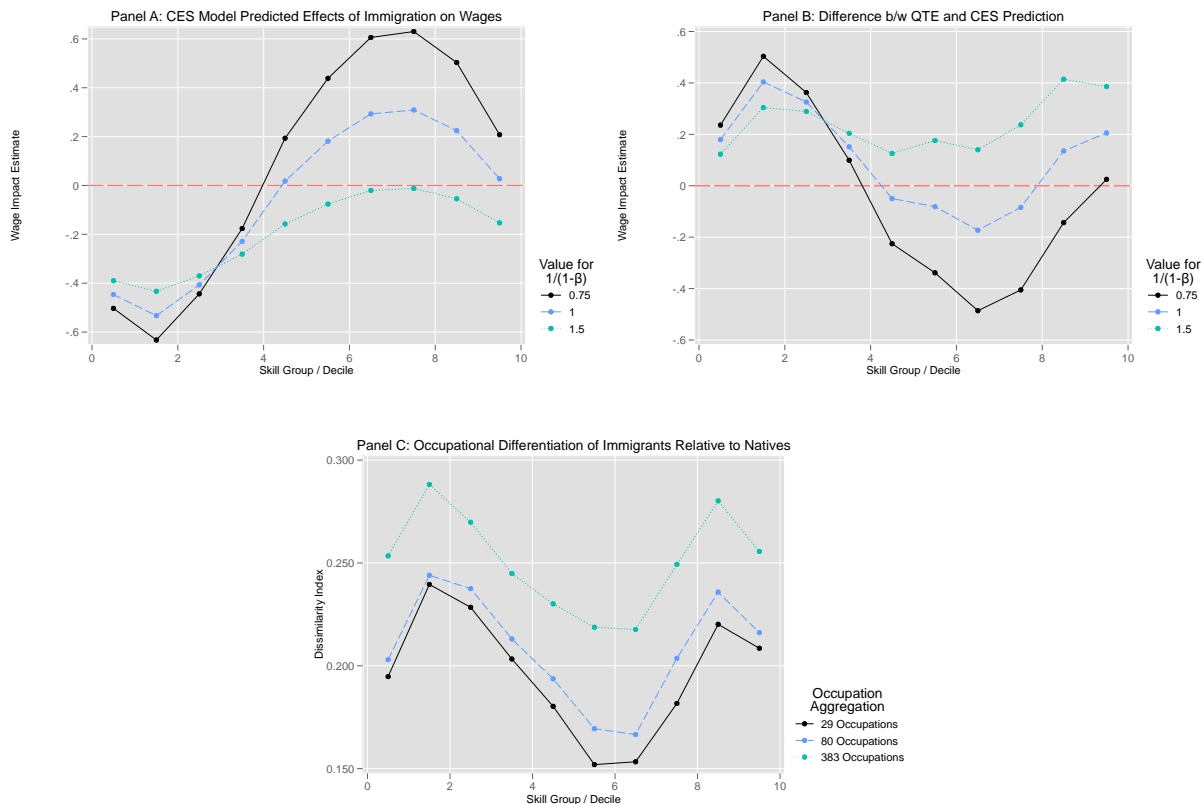 Panel A: CES Model Predicted Effects of Immigration on Wages
.6
.4
.2
0
-.2
-.4
-.6
Wage Impact Estimate
0 2 4 6 8 10
Skill Group / Decile
Value for
1/(1-β)
0.75
1
1.5
Panel B: Difference b/w QTE and CES Prediction
.6
.4
.2
0
-.2
-.4
-.6
Wage Impact Estimate
0 2 4 6 8 10
Skill Group / Decile
Value for
1/(1-β)
0.75
1
1.5
Panel C: Occupational Differentiation of Immigrants Relative to Natives
0.300
0.250
0.200
0.150
Dissimilarity Index
0 2 4 6 8 10
Skill Group / Decile
Occupation
Aggregation
29 Occupations
80 Occupations
383 Occupations